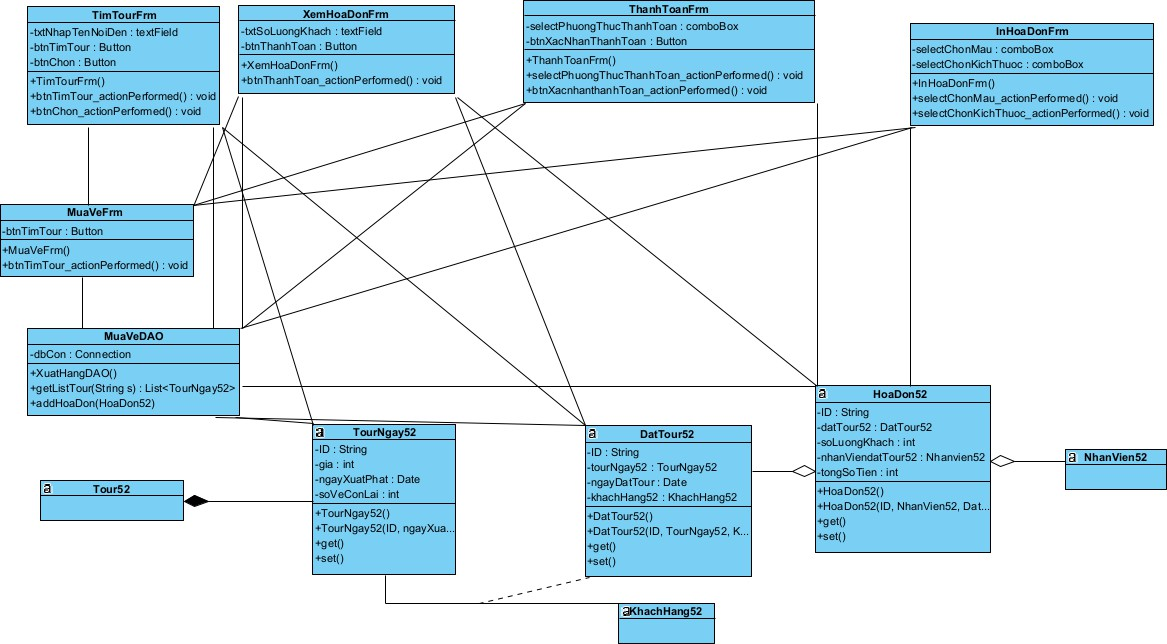 TimTourFrm
-txtNhapTenNoiDen : textField
-btnTimTour : Button
-btnChon : Button
+TimTourFrm()
+btnTimTour_actionPerformed() : void
+btnChon_actionPerformed() : void
XemHoaDonFrm
-txtSoLuongKhach : textField
-btnThanhToan : Button
+XemHoaDonFrm()
+btnThanhToan_actionPerformed() : void
ThanhToanFrm
-selectPhuongThucThanhToan : comboBox
-btnXacNhanThanhToan : Button
+ThanhToanFrm()
+selectPhuongThucThanhToan_actionPerformed() : void
+btnXacnhanthanhToan_actionPerformed() : void
InHoaDonFrm
-selectChonMau : comboBox
-selectChonKichThuoc : comboBox
+InHoaDonFrm()
+selectChonMau_actionPerformed() : void
+selectChonKichThuoc_actionPerformed() : void
MuaVeFrm
-btnTimTour : Button
+MuaVeFrm()
+btnTimTour_actionPerformed() : void
MuaVeDAO
-dbCon : Connection
+XuatHangDAO()
+getListTour(String s) : List<TourNgay52>
+addHoaDon(HoaDon52)
a Tour52
a TourNgay52
-ID : String
-gia : int
-ngayXuatPhat : Date
-soVeConLai : int
+TourNgay52()
+TourNgay52(ID, ngayXua...
+get()
+set()
a DatTour52
-ID : String
-tourNgay52 : TourNgay52
-ngayDatTour : Date
-khachHang52 : KhachHang52
+DatTour52()
+DatTour52(ID, TourNgay52, K...
+get()
+set()
a HoaDon52
-ID : String
-datTour52 : DatTour52
-soLuongKhach : int
-nhanViendatTour52 : Nhanvien52
-tongSoTien : int
+HoaDon52()
+HoaDon52(ID, NhanVien52, Dat...
+get()
+set()
a NhanVien52
a KhachHang52